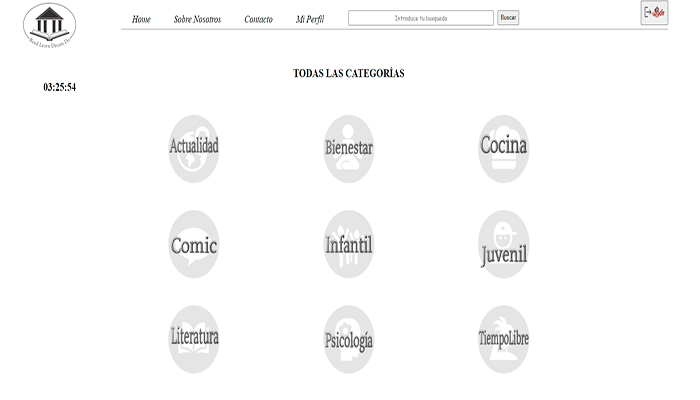 Home Sobre Nosotros Contacto Mi Perfil Introduce tu busqueda Buscar
Read Learn Dream Do
TODAS LAS CATEGORÍAS
03:25:54
Actualidad Bienestar Cocina
Comic Infantil Juvenil
Literatura Psicología TiempoLibre